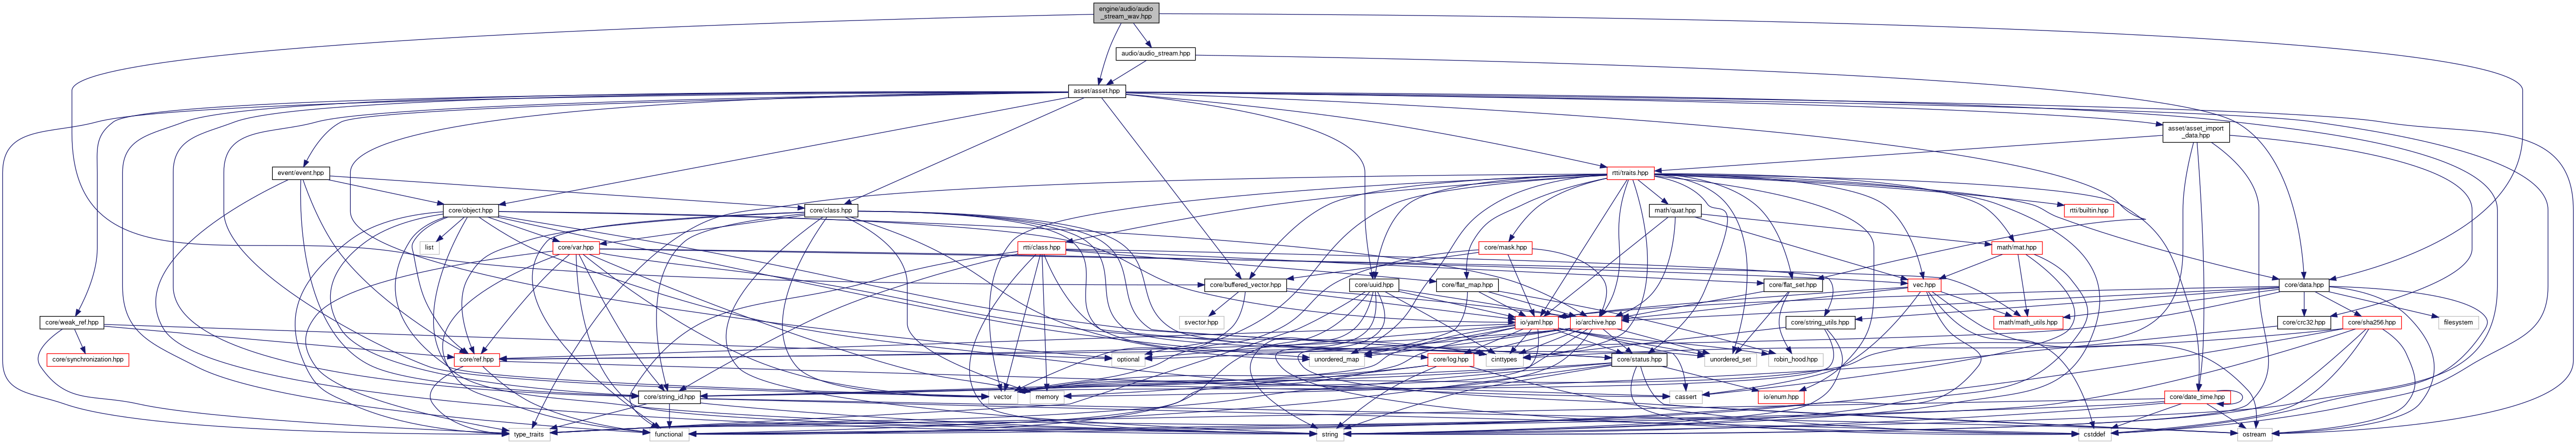 engine/audio/audio
_stream_wav.hpp
audio/audio_stream.hpp
asset/asset.hpp
asset/asset_import
_data.hpp
event/event.hpp
rtti/traits.hpp
core/object.hpp
core/class.hpp
math/quat.hpp
rtti/builtin.hpp
list
core/var.hpp
rtti/class.hpp
core/mask.hpp
math/mat.hpp
core/buffered_vector.hpp
core/uuid.hpp
core/flat_map.hpp
core/flat_set.hpp
vec.hpp
core/data.hpp
core/weak_ref.hpp
svector.hpp
io/yaml.hpp
io/archive.hpp
core/string_utils.hpp
math/math_utils.hpp
core/crc32.hpp
core/sha256.hpp
filesystem
core/synchronization.hpp
core/ref.hpp
optional
unordered_map
core/log.hpp
cinttypes
core/status.hpp
unordered_set
robin_hood.hpp
core/string_id.hpp
vector
memory
cassert
io/enum.hpp
core/date_time.hpp
type_traits
functional
string
cstddef
ostream